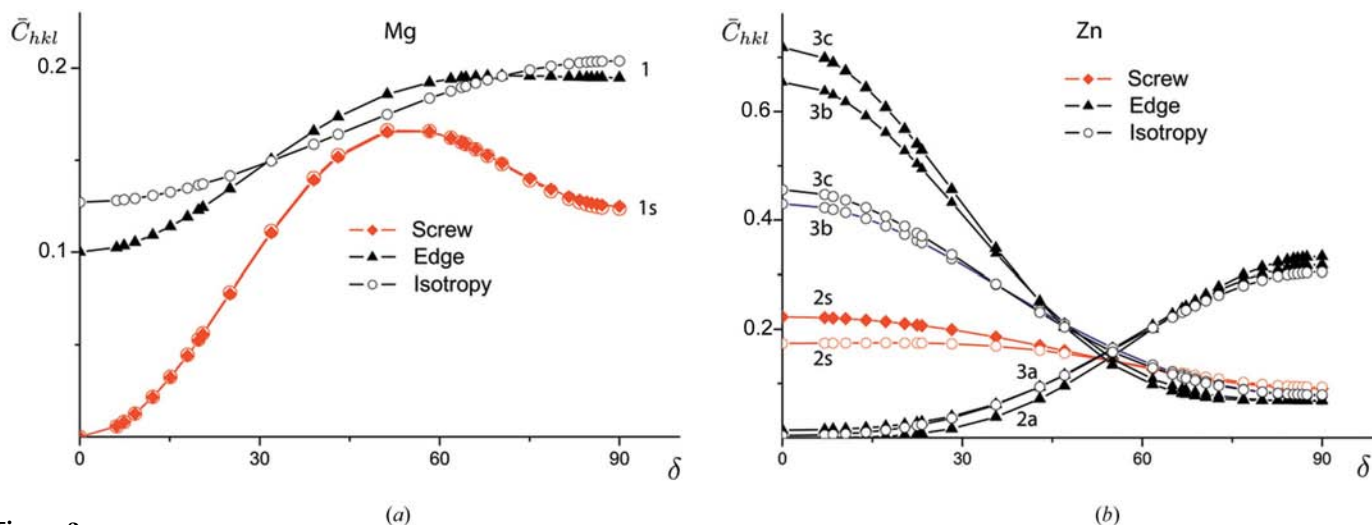 C̄hkl
Mg
0.2
1
1s
Screw
Edge
Isotropy
0.1
0
30
60
90
δ
(a)
C̄hkl
Zn
3c
3b
Screw
Edge
Isotropy
0.6
3c
3b
0.4
2s
2s
0.2
3a
2a
0
30
60
90
δ
(b)